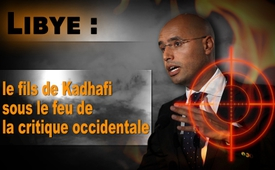 LIBYE :
le fils de Kadhafi
sous le feu de
la critique occidentale